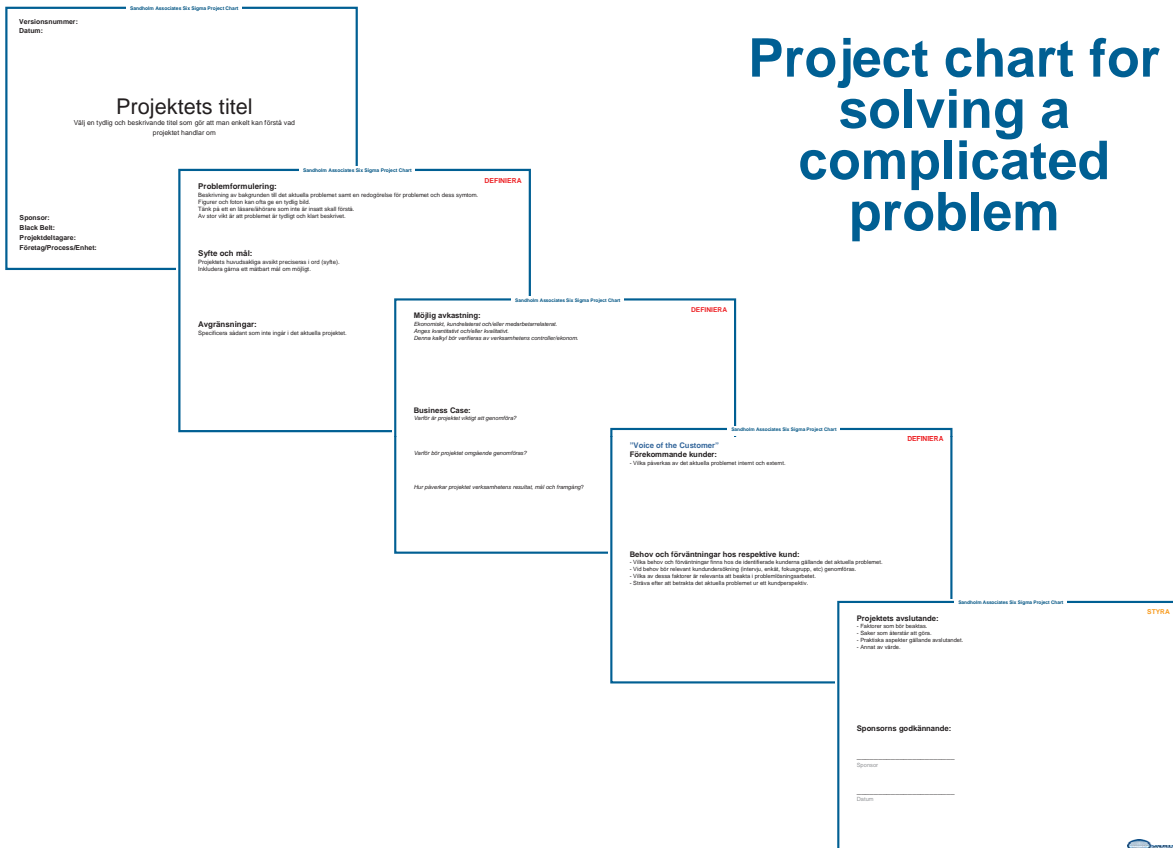 Project chart for
solving a
complicated
problem
Sandholm Associates Six Sigma Project Chart
Versionsnummer:
Datum:
Projektets titel
Välj en tydlig och beskrivande titel som gör att man enkelt kan förstå vad
projektet handlar om
Sponsor:
Black Belt:
Projektdeltagare:
Företag/Process/Enhet:
Sandholm Associates Six Sigma Project Chart
DEFINIERA
Problemformulering:
Beskrivning av bakgrunden till det aktuella problemet samt en redogörelse för problemet och dess symtom.
Figurer och foton kan ofta ge en tydlig bild.
Tänk på att en läsare/åhörare som inte är insatt skall förstå.
Av stor vikt är att problemet är tydligt och klart beskrivet.
Syfte och mål:
Projektets huvudsakliga avsikt preciseras i ord (syfte).
Inkludera gärna ett mätbart mål om möjligt.
Avgränsningar:
Specificera sådant som inte ingår i det aktuella projektet.
Sandholm Associates Six Sigma Project Chart
DEFINIERA
Möjlig avkastning:
Ekonomiskt, kundrelaterat och/eller medarbetarrelaterat.
Anges kvantitativt och/eller kvalitativt.
Denna kalkyl bör verifieras av verksamhetens controller/ekonom.
Business Case:
Varför är projektet viktigt att genomföra?
Varför bör projektet omgående genomföras?
Hur påverkar projektet verksamhetens resultat, mål och framgång?
Sandholm Associates Six Sigma Project Chart
DEFINIERA
"Voice of the Customer"
Förekommande kunder:
- Vilka påverkas av det aktuella problemet internt och externt.
Behov och förväntningar hos respektive kund:
- Vilka behov och förväntningar finns hos de identifierade kunderna gällande det aktuella problemet.
- Vid behov bör relevant kundundersökning (intervju, enkät, fokusgrupp, etc) genomföras.
- Vilka av dessa faktorer är relevanta att beakta i problemlösningsarbetet.
- Sträva efter att betrakta det aktuella problemet ur ett kundperspektiv.
Sandholm Associates Six Sigma Project Chart
STYRA
Projektets avslutande:
- Faktorer som bör beaktas.
- Saker som återstår att göra.
- Praktiska aspekter gällande avslutandet.
- Annat av värde.
Sponsorns godkännande:
Sponsor
Datum